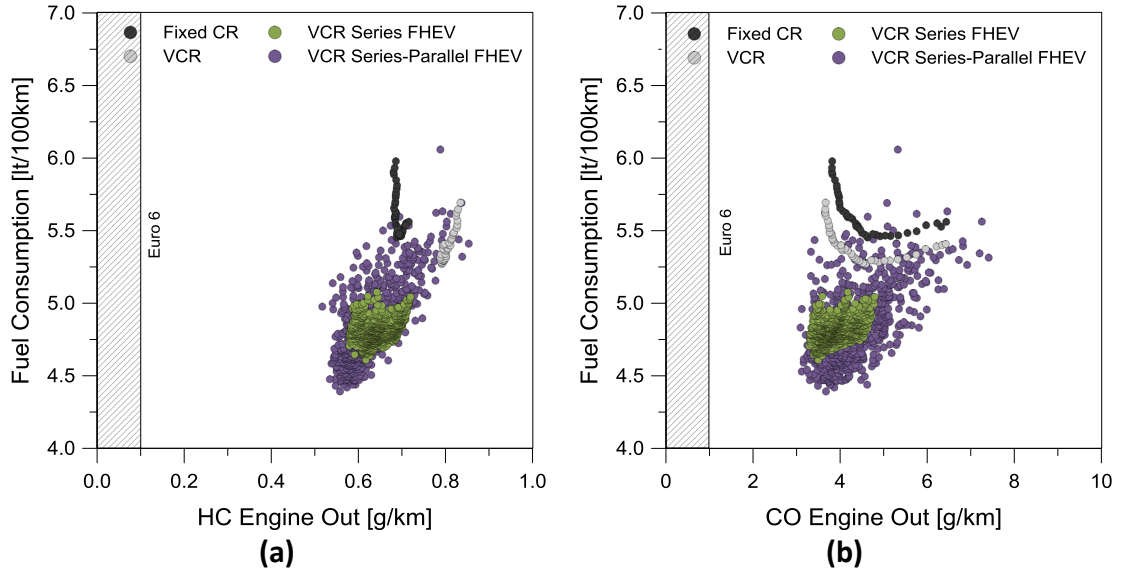 7.0
6.5
6.0
5.5
5.0
4.5
4.0
Fuel Consumption [lt/100km]
Fixed CR
VCR Series FHEV
VCR
VCR Series-Parallel FHEV
Euro 6
0.0
0.2
0.4
0.6
0.8
1.0
HC Engine Out [g/km]
(a)
7.0
6.5
6.0
5.5
5.0
4.5
4.0
Fuel Consumption [lt/100km]
Fixed CR
VCR Series FHEV
VCR
VCR Series-Parallel FHEV
Euro 6
0
2
4
6
8
10
CO Engine Out [g/km]
(b)